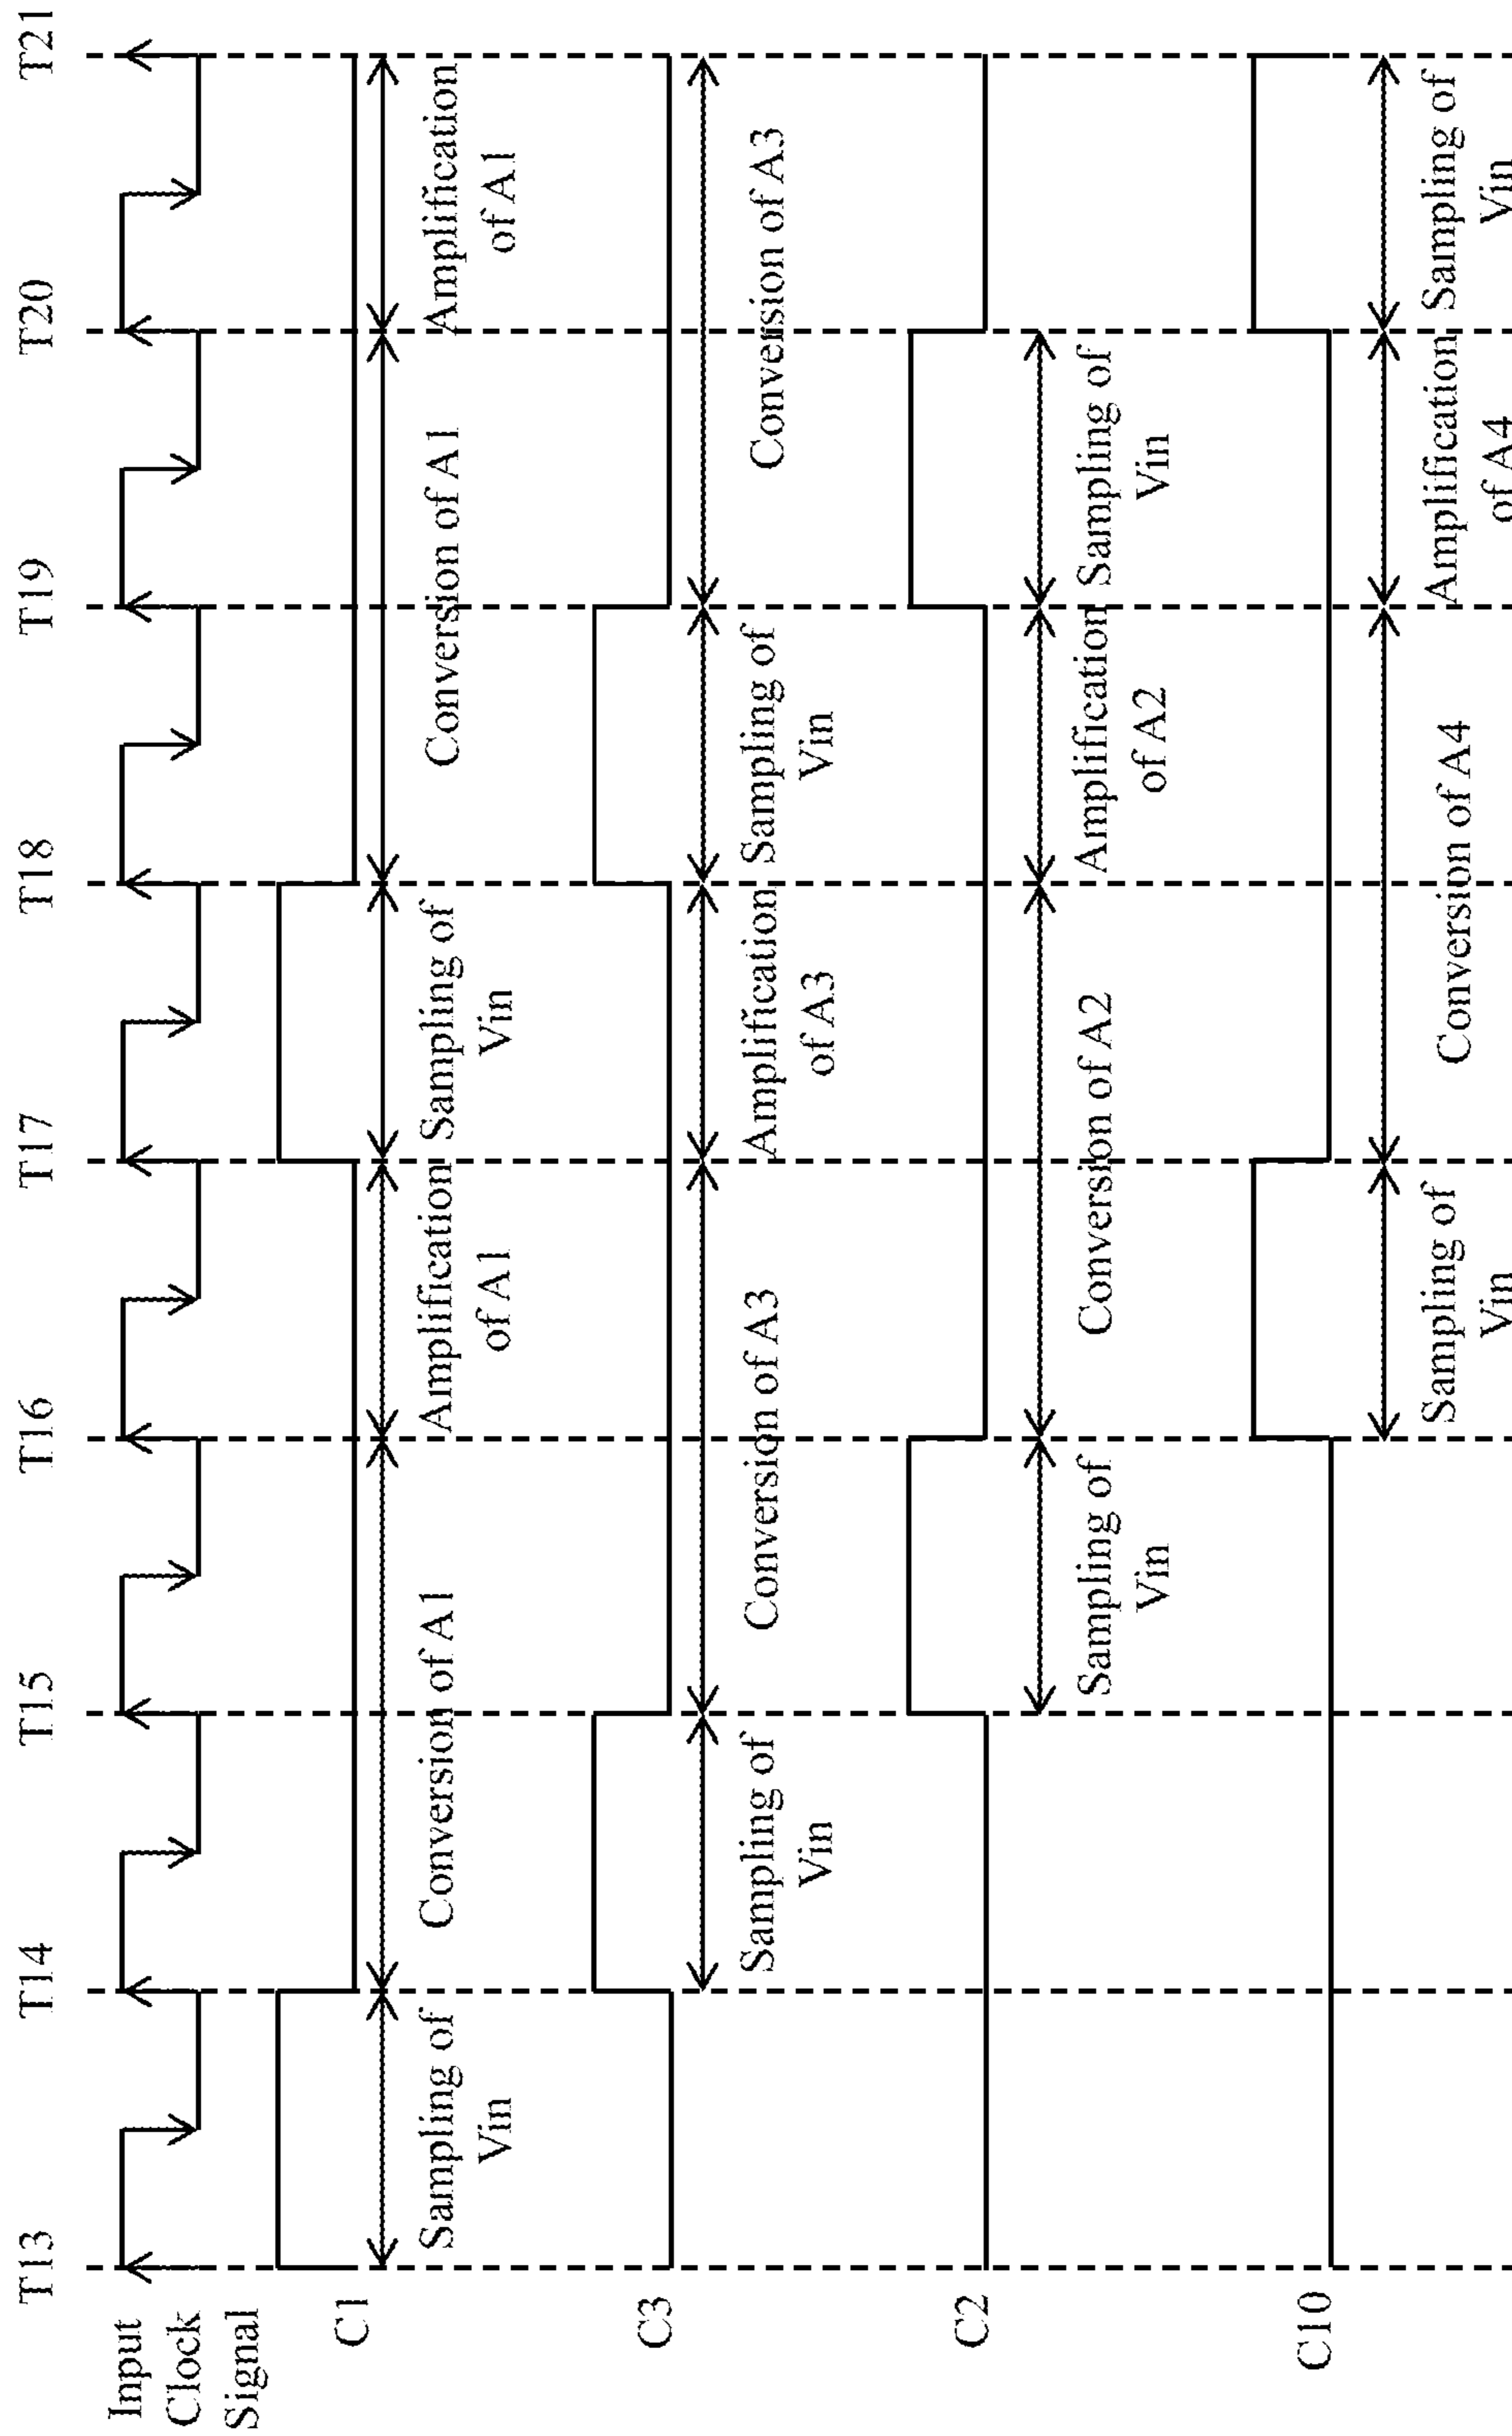 T13
T14
T15
T16
T17
T18
T19
T20
T21
Input
Clock
Signal
C1
Sampling of
Vin
Conversion of A1
Amplification
of A1
Sampling of
Vin
Conversion of A1
Amplification
of A1
C3
Sampling of
Vin
Conversion of A3
Amplification
of A3
Sampling of
Vin
Conversion of A3
C2
Sampling of
Vin
Conversion of A2
Amplification
of A2
Sampling of
Vin
C10
Sampling of
Vin
Conversion of A4
Amplification
of A4
Sampling of
Vin